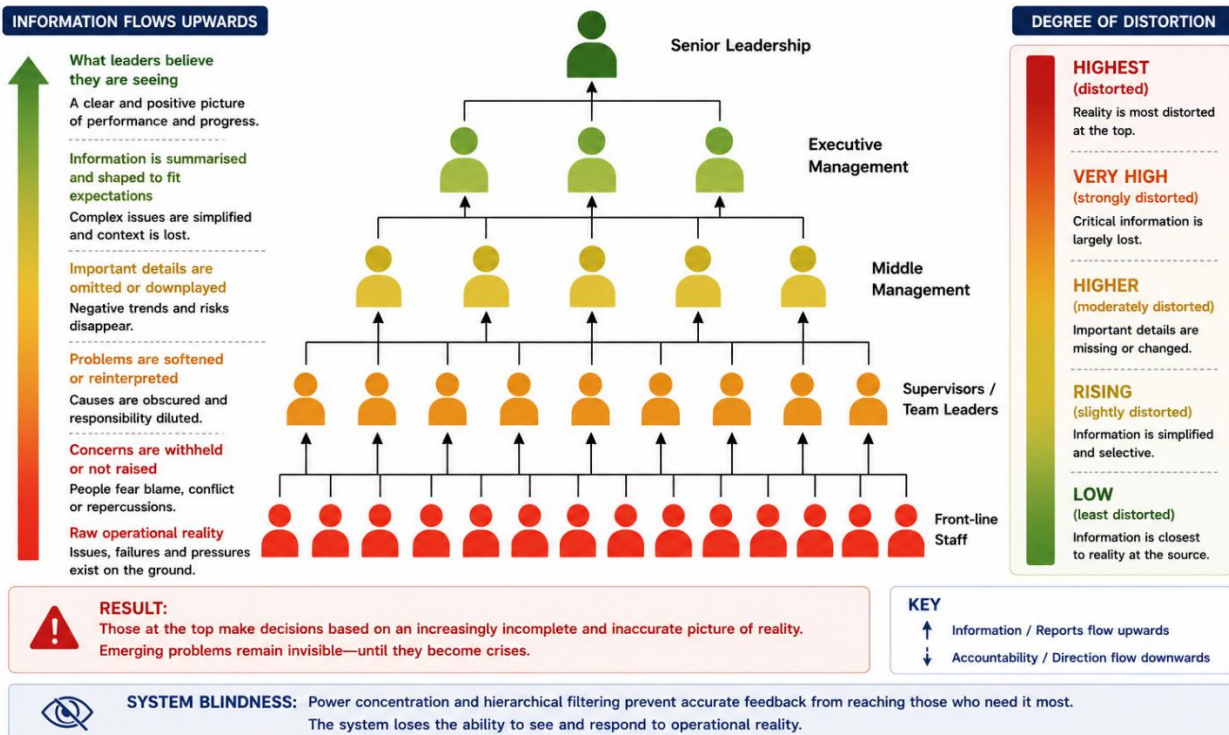 INFORMATION FLOWS UPWARDS
What leaders believe
they are seeing
A clear and positive picture
of performance and progress.
Information is summarised
and shaped to fit
expectations
Complex issues are simplified
and context is lost.
Important details are
omitted or downplayed
Negative trends and risks
disappear.
Problems are softened
or reinterpreted
Causes are obscured and
responsibility diluted.
Concerns are withheld
or not raised
People fear blame, conflict
or repercussions.
Raw operational reality
Issues, failures and pressures
exist on the ground.
Senior Leadership
Executive
Management
Middle
Management
Supervisors /
Team Leaders
Front-line
Staff
DEGREE OF DISTORTION
HIGHEST
(distorted)
Reality is most distorted
at the top.
VERY HIGH
(strongly distorted)
Critical information is
largely lost.
HIGHER
(moderately distorted)
Important details are
missing or changed.
RISING
(slightly distorted)
Information is simplified
and selective.
LOW
(least distorted)
Information is closest
to reality at the source.
RESULT:
Those at the top make decisions based on an increasingly incomplete and inaccurate picture of reality.
Emerging problems remain invisible—until they become crises.
KEY
Information / Reports flow upwards
Accountability / Direction flow downwards
SYSTEM BLINDNESS: Power concentration and hierarchical filtering prevent accurate feedback from reaching those who need it most.
The system loses the ability to see and respond to operational reality.